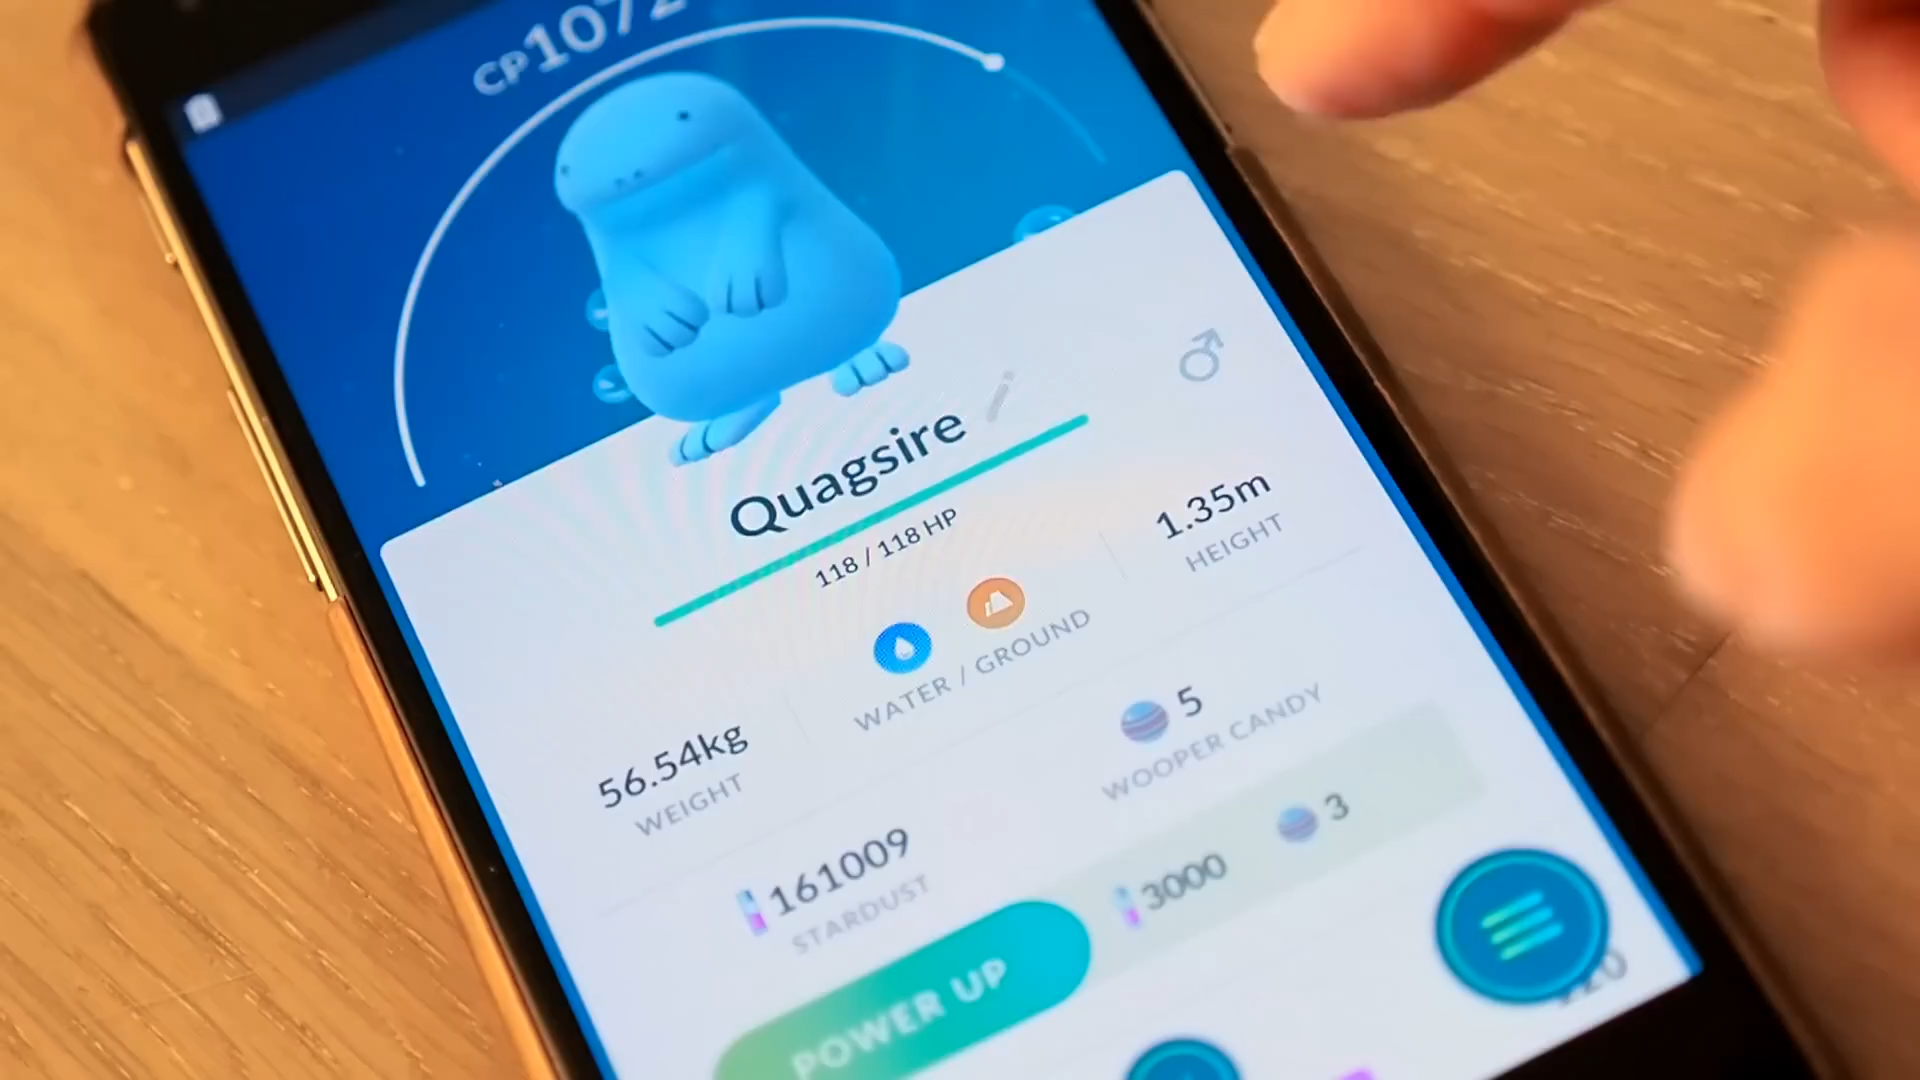 CP1072
Quagsire
118 / 118 HP
56.54kg
WEIGHT
WATER / GROUND
1.35m
HEIGHT
161009
STARDUST
5
WOOPER CANDY
POWER UP
3000
3